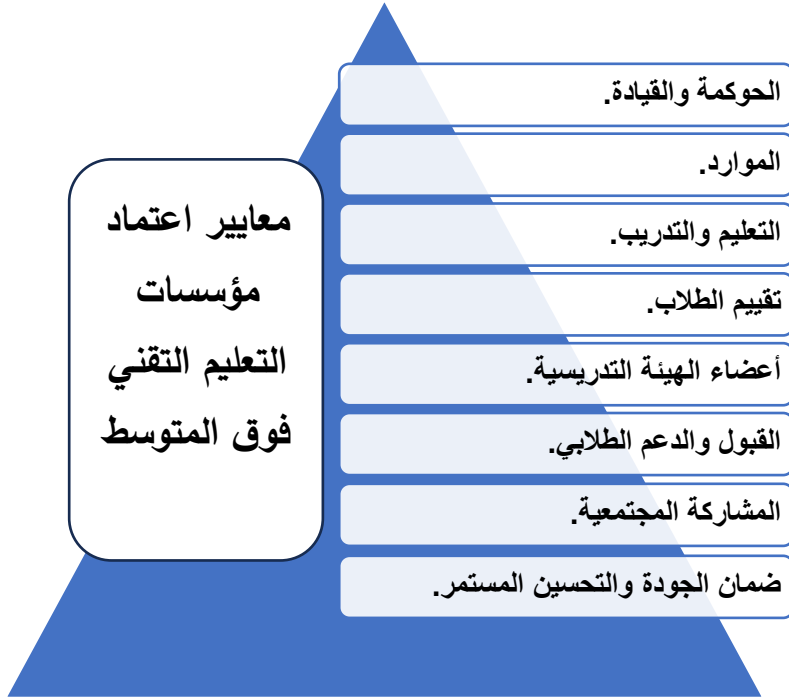 معايير اعتماد
مؤسسات
التعليم التقني
فوق المتوسط
الحوكمة والقيادة.
الموارد.
التعليم والتدريب.
تقييم الطلاب.
أعضاء الهيئة التدريسية.
القبول والدعم الطلابي.
المشاركة المجتمعية.
ضمان الجودة والتحسين المستمر.